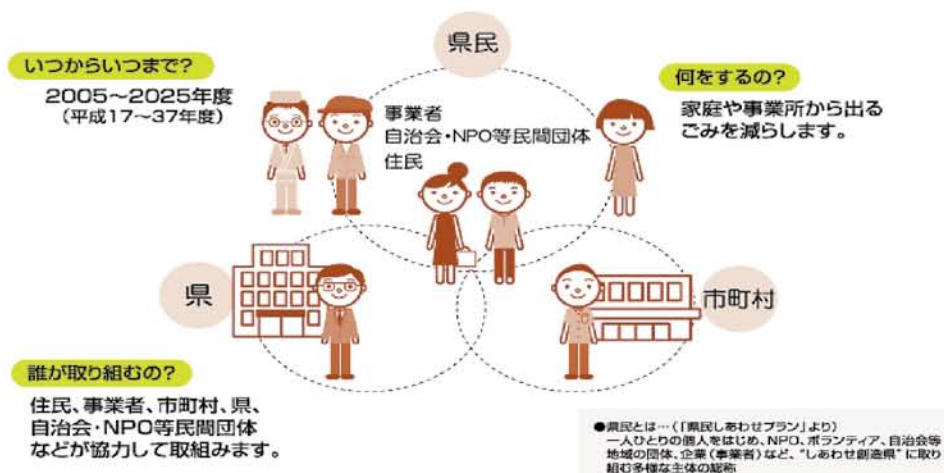 県民
いつからいつまで?
2005～2025年度
(平成17～37年度)
何をするの?
家庭や事業所から出る
ごみを減らします。
事業者
自治会・NPO等民間団体
住民
県
市町村
誰が取り組むの?
住民、事業者、市町村、県、
自治会・NPO等民間団体
などが協力して取組みます。
●県民とは…(「県民しあわせプラン」より)
一人ひとりの個人をはじめ、NPO、ボランティア、自治会等
地域の団体、企業(事業者)など、“しあわせ創造県”に取り
組む多様な主体の総称